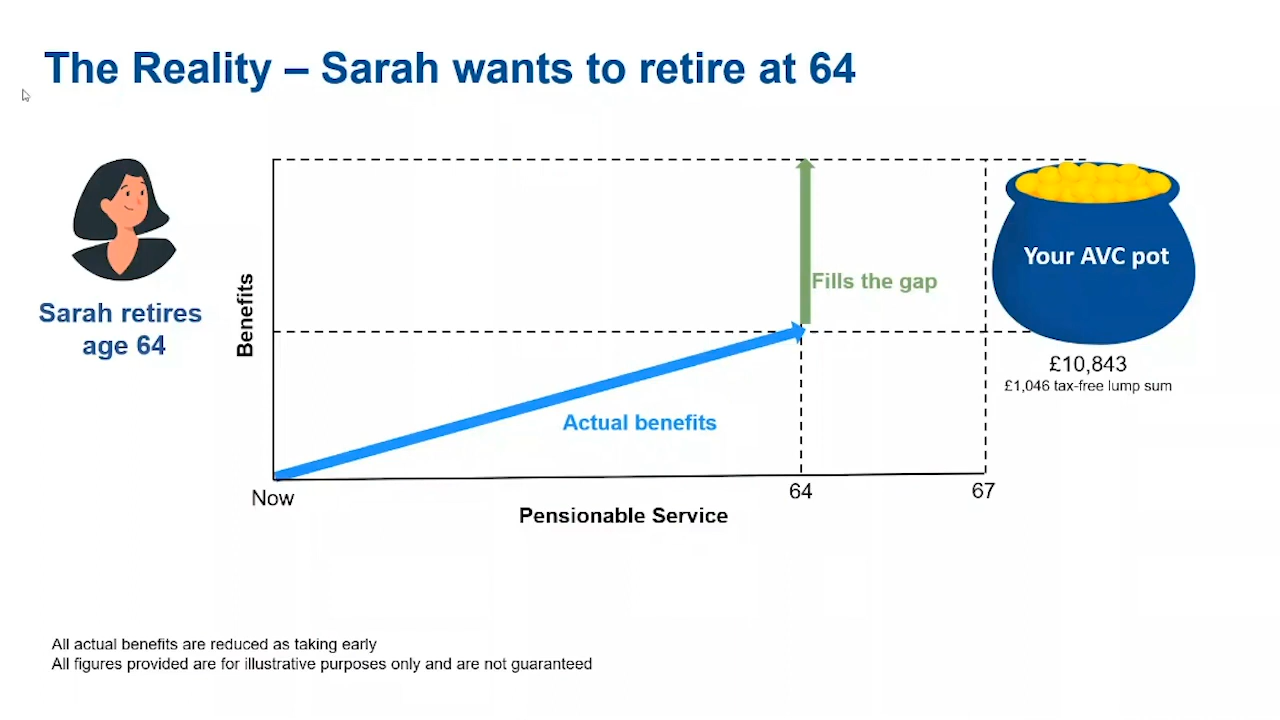 The Reality – Sarah wants to retire at 64
Sarah retires
age 64
Benefits
Fills the gap
Actual benefits
Your AVC pot
£10,843
£1,046 tax-free lump sum
Now
64
67
Pensionable Service
All actual benefits are reduced as taking early
All figures provided are for illustrative purposes only and are not guaranteed